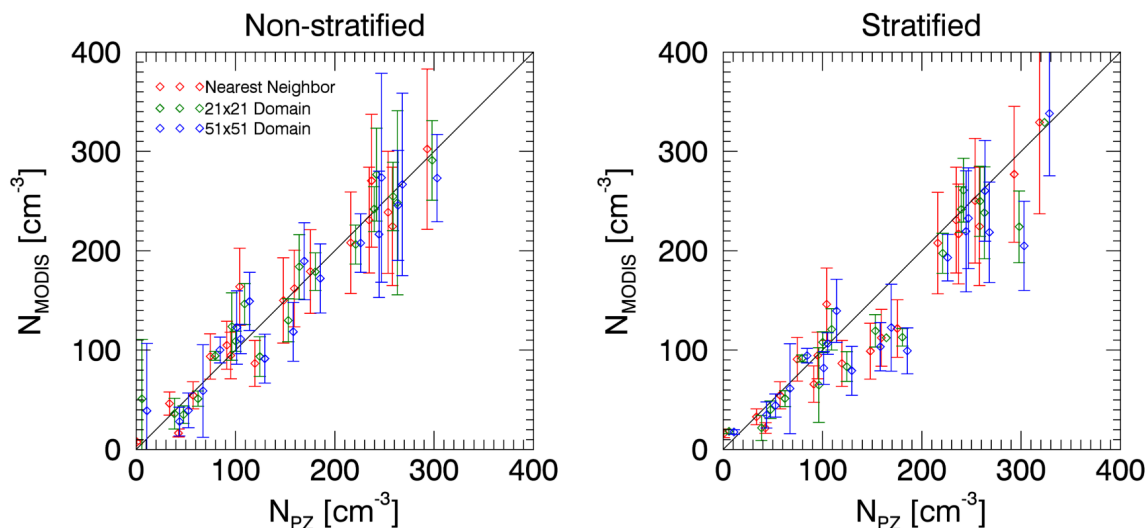 Non-stratified
Stratified
400
300
200
100
0
N_MODIS [cm^-3]
Nearest Neighbor
21x21 Domain
51x51 Domain
0 100 200 300 400
N_PZ [cm^-3]
400
300
200
100
0
N_MODIS [cm^-3]
0 100 200 300 400
N_PZ [cm^-3]